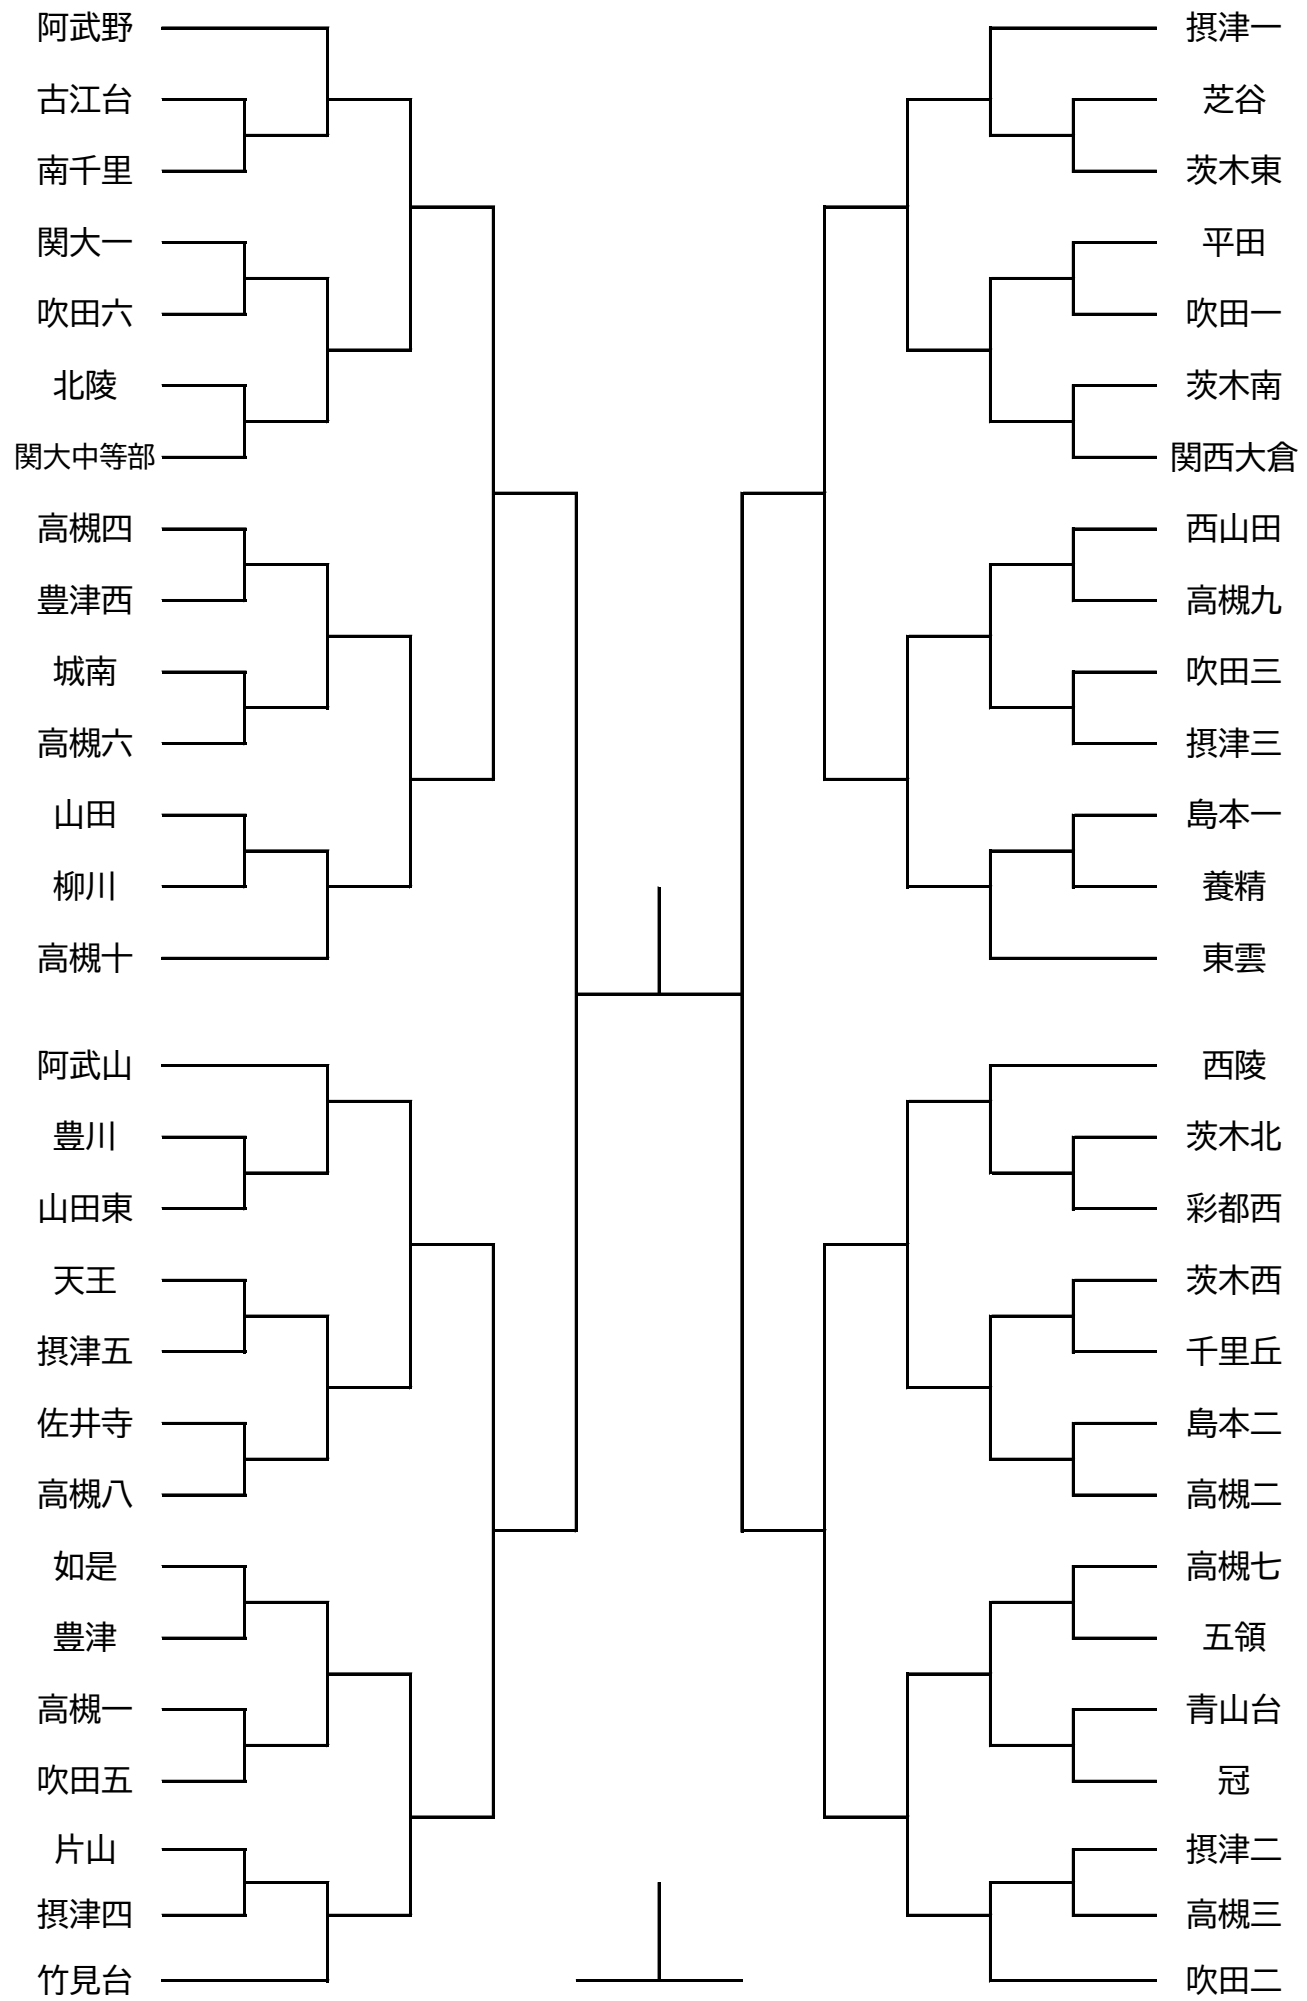 阿武野
古江台
南千里
関大一
吹田六
北陵
関大中等部
高槻四
豊津西
城南
高槻六
山田
柳川
高槻十
阿武山
豊川
山田東
天王
摂津五
佐井寺
高槻八
如是
豊津
高槻一
吹田五
片山
摂津四
竹見台
摂津一
芝谷
茨木東
平田
吹田一
茨木南
関西大倉
西山田
高槻九
吹田三
摂津三
島本一
養精
東雲
西陵
茨木北
彩都西
茨木西
千里丘
島本二
高槻二
高槻七
五領
青山台
冠
摂津二
高槻三
吹田二